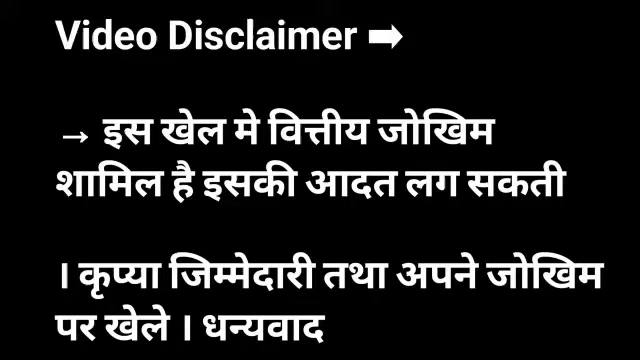 Video Disclaimer ➡
→ इस खेल मे वित्तीय जोखिम
शामिल है इसकी आदत लग सकती
। कृप्या जिम्मेदारी तथा अपने जोखिम
पर खेले । धन्यवाद